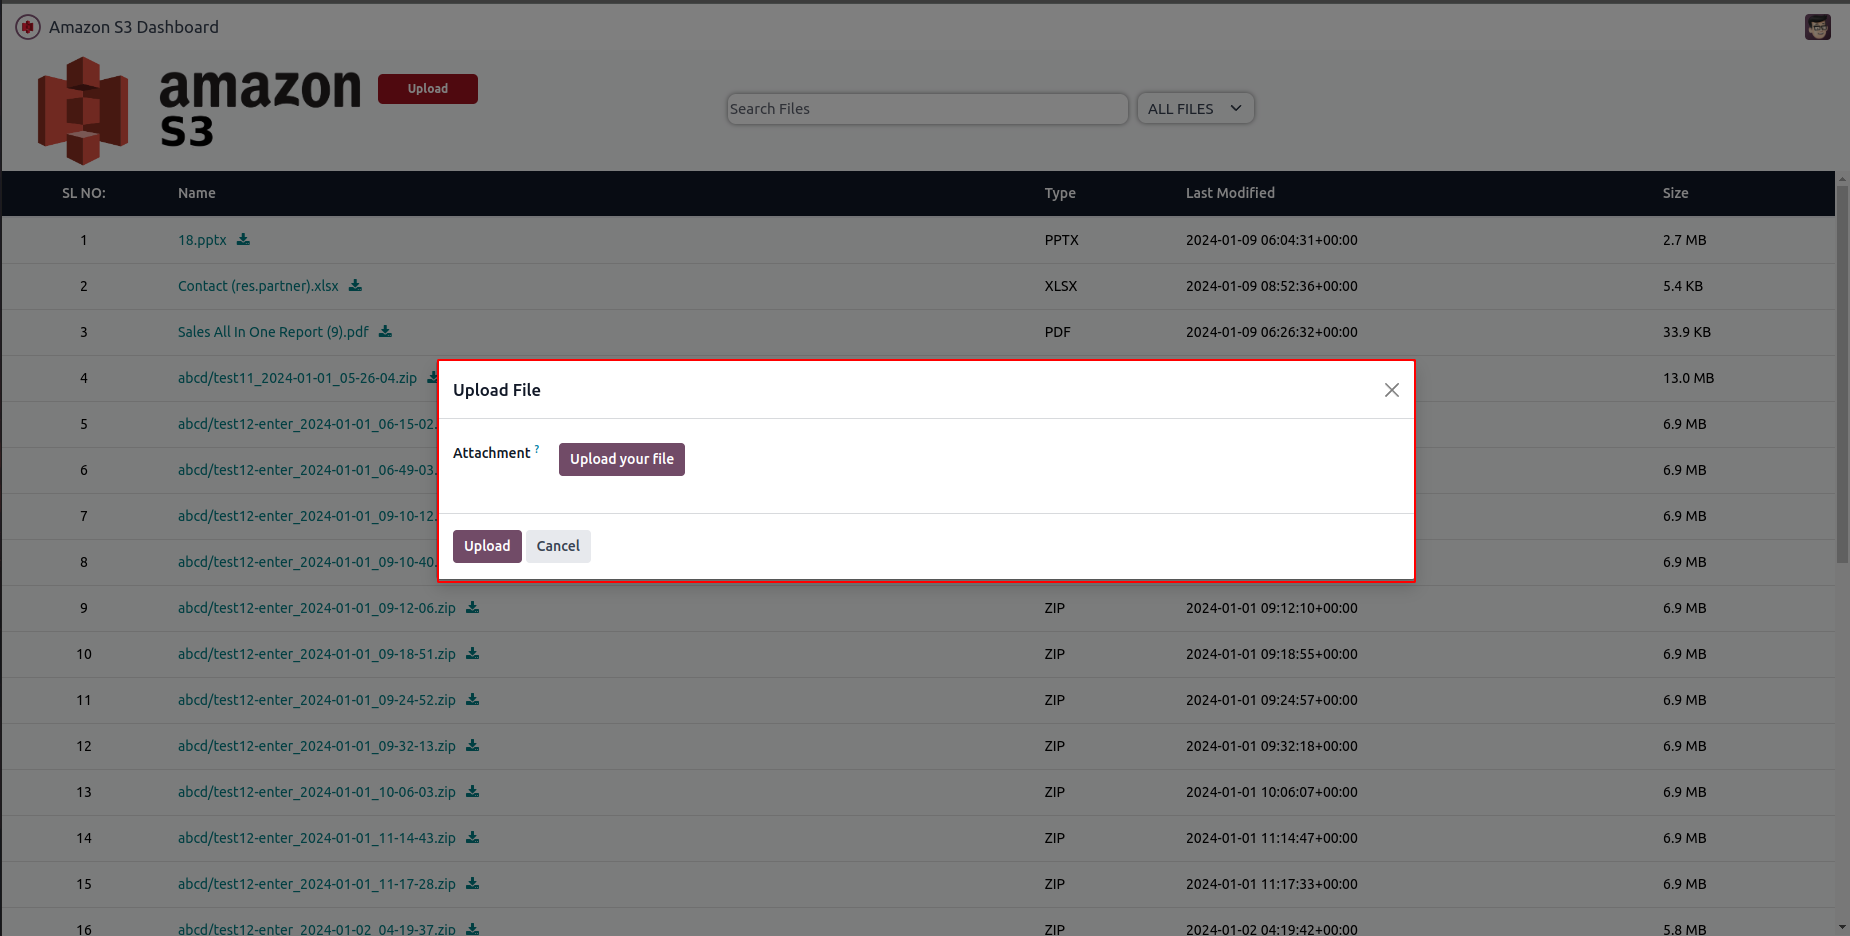 Amazon S3 Dashboard
amazon
S3
Upload
Search Files
ALL FILES
SL NO: Name Type Last Modified Size
1 18.pptx PPTX 2024-01-09 06:04:31+00:00 2.7 MB
2 Contact (res.partner).xlsx XLSX 2024-01-09 08:52:36+00:00 5.4 KB
3 Sales All In One Report (9).pdf PDF 2024-01-09 06:26:32+00:00 33.9 KB
4 abcd/test11_2024-01-01_05-26-04.zip 13.0 MB
5 abcd/test12-enter_2024-01-01_06-15-02. 6.9 MB
6 abcd/test12-enter_2024-01-01_06-49-03. 6.9 MB
7 abcd/test12-enter_2024-01-01_09-10-12. 6.9 MB
8 abcd/test12-enter_2024-01-01_09-10-40. 6.9 MB
Upload File
Attachment ? Upload your file
Upload Cancel
9 abcd/test12-enter_2024-01-01_09-12-06.zip ZIP 2024-01-01 09:12:10+00:00 6.9 MB
10 abcd/test12-enter_2024-01-01_09-18-51.zip ZIP 2024-01-01 09:18:55+00:00 6.9 MB
11 abcd/test12-enter_2024-01-01_09-24-52.zip ZIP 2024-01-01 09:24:57+00:00 6.9 MB
12 abcd/test12-enter_2024-01-01_09-32-13.zip ZIP 2024-01-01 09:32:18+00:00 6.9 MB
13 abcd/test12-enter_2024-01-01_10-06-03.zip ZIP 2024-01-01 10:06:07+00:00 6.9 MB
14 abcd/test12-enter_2024-01-01_11-14-43.zip ZIP 2024-01-01 11:14:47+00:00 6.9 MB
15 abcd/test12-enter_2024-01-01_11-17-28.zip ZIP 2024-01-01 11:17:33+00:00 6.9 MB
16 abcd/test12-enter_2024-01-02_04-19-37.zip ZIP 2024-01-02 04:19:42+00:00 5.8 MB